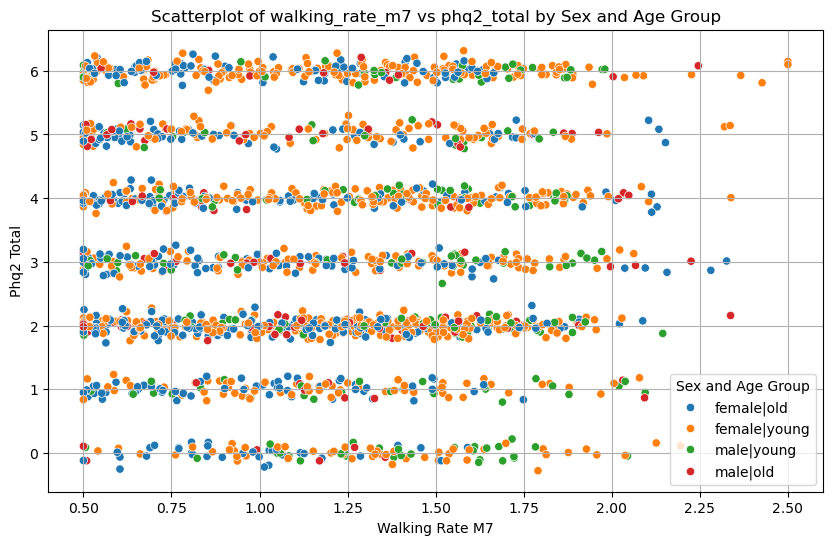 Scatterplot of walking_rate_m7 vs phq2_total by Sex and Age Group
Phq2 Total
6
5
4
3
2
1
0
Sex and Age Group
female|old
female|young
male|young
male|old
0.50 0.75 1.00 1.25 1.50 1.75 2.00 2.25 2.50
Walking Rate M7